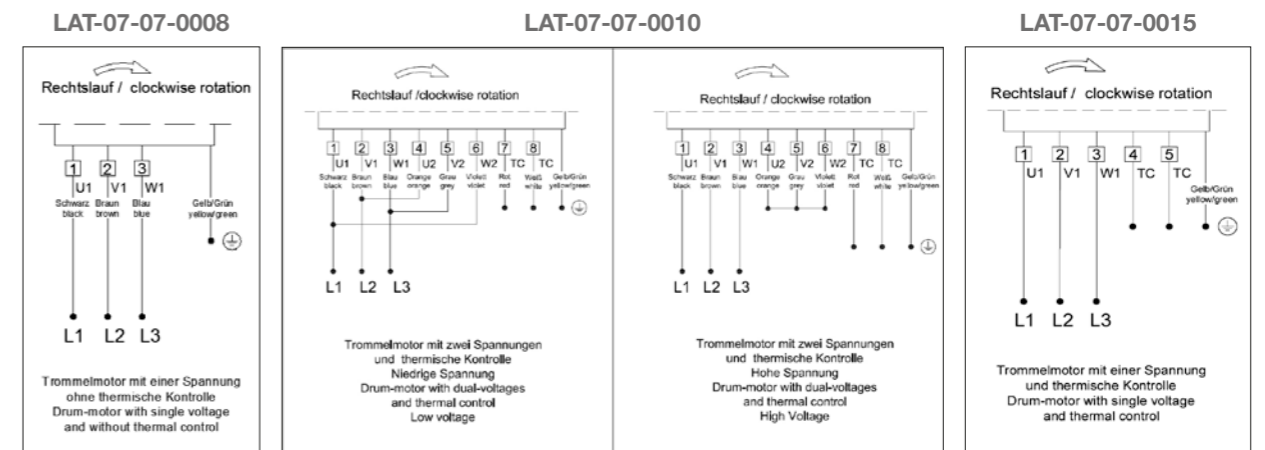 LAT-07-07-0008
Rechtslauf / clockwise rotation
1 2 3
U1 V1 W1
Schwarz Braun Blau Gelb/Grün
black brown blue yellow/green
L1 L2 L3
Trommelmotor mit einer Spannung
ohne thermische Kontrolle
Drum-motor with single voltage
and without thermal control
LAT-07-07-0010
Rechtslauf /clockwise rotation
1 2 3 4 5 6 7 8
U1 V1 W1 U2 V2 W2 TC TC
Schwarz Braun Blau Orange Grau Violett Rot Weiß Gelb/Grün
black brown blue orange grey violet red white yellow/green
L1 L2 L3
Trommelmotor mit zwei Spannungen
und thermische Kontrolle
Niedrige Spannung
Drum-motor with dual-voltages
and thermal control
Low voltage
Rechtslauf / clockwise rotation
1 2 3 4 5 6 7 8
U1 V1 W1 U2 V2 W2 TC TC
Schwarz Braun Blau Orange Grau Violett Rot Weiß Gelb/Grün
black brown blue orange grey violet red white yellow/green
L1 L2 L3
Trommelmotor mit zwei Spannungen
und thermische Kontrolle
Hohe Spannung
Drum-motor with dual-voltages
and thermal control
High Voltage
LAT-07-07-0015
Rechtslauf / clockwise rotation
1 2 3 4 5
U1 V1 W1 TC TC
Gelb/Grün
yellow/green
L1 L2 L3
Trommelmotor mit einer Spannung
und thermische Kontrolle
Drum-motor with single voltage
and thermal control